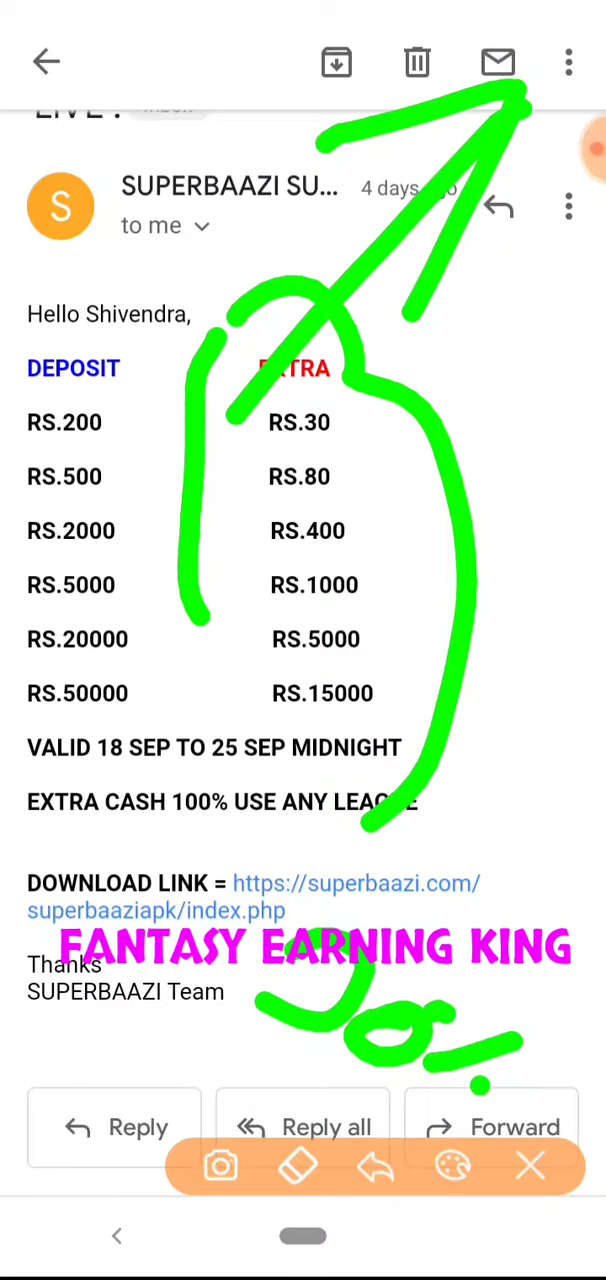 SUPERBAAZI SU... 4 days ago
to me
Hello Shivendra,
DEPOSIT EXTRA
RS.200 RS.30
RS.500 RS.80
RS.2000 RS.400
RS.5000 RS.1000
RS.20000 RS.5000
RS.50000 RS.15000
VALID 18 SEP TO 25 SEP MIDNIGHT
EXTRA CASH 100% USE ANY LEAGUE
DOWNLOAD LINK = https://superbaazi.com/
superbaaziapk/index.php
FANTASY EARNING KING
Thanks
SUPERBAAZI Team
Reply Reply all Forward